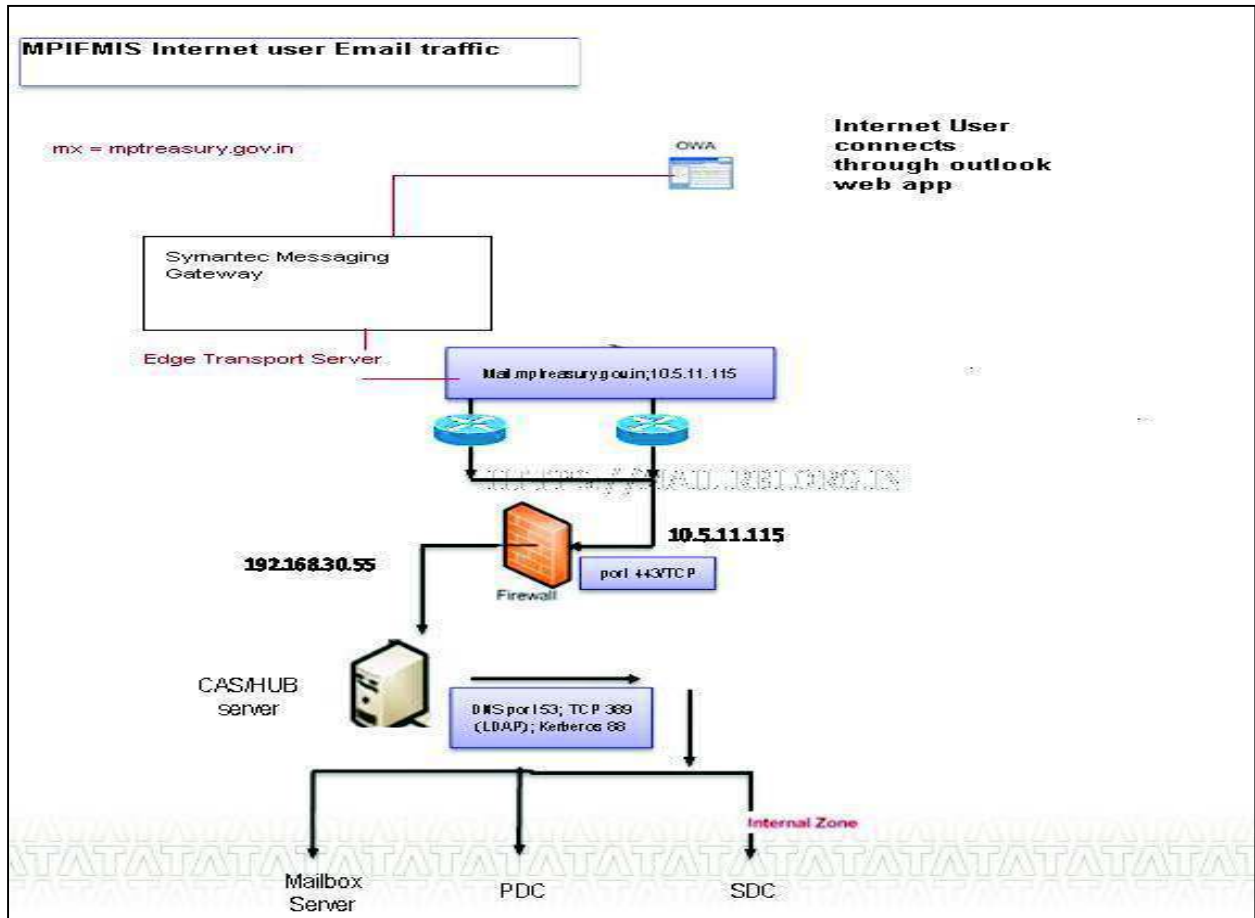 MPIFMIS Internet user Email traffic
mx = mptreasury.gov.in
OWA
Internet User
connects
through outlook
web app
Symantec Messaging
Gateway
Edge Transport Server
Mail.mptreasury.gov.in;10.5.11.115
10.5.11.115
192.168.30.55
port 443/TCP
Firewall
CAS/HUB
server
DNS port 53; TCP 389
(LDAP); Kerberos 88
Internal Zone
Mailbox
Server
PDC
SDC